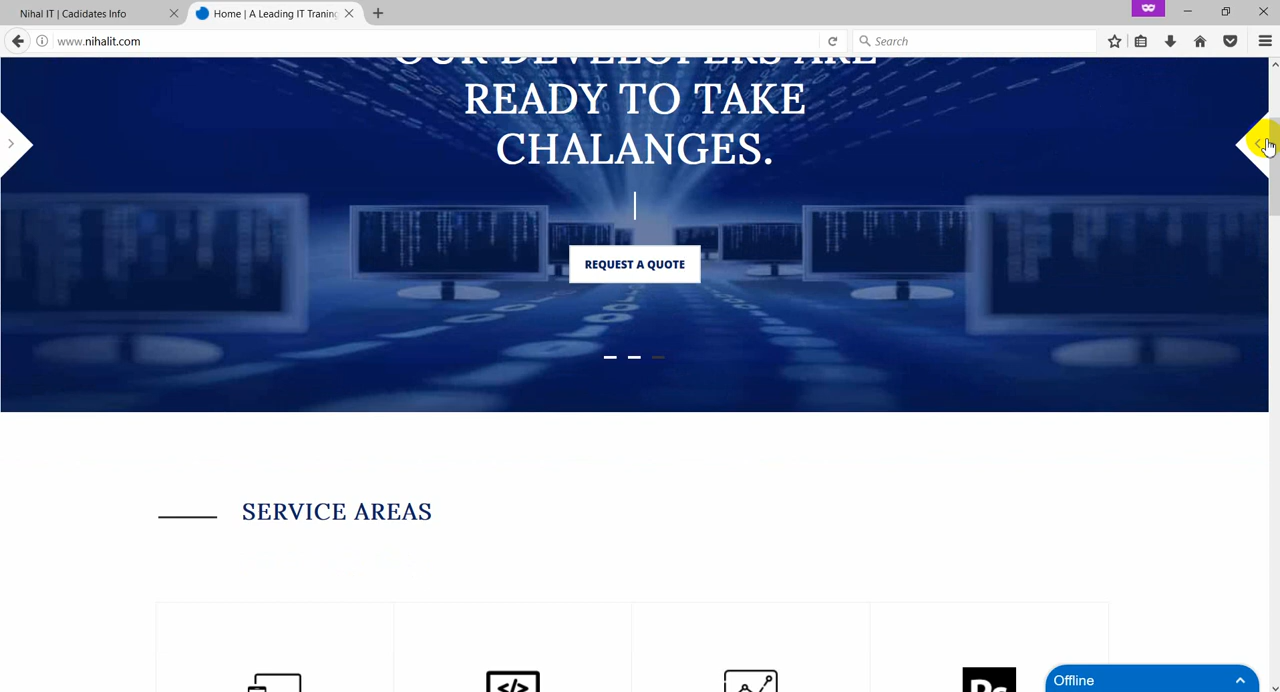 Nihal IT | Cadidates Info
Home | A Leading IT Traning
www.nihalit.com
Search
OUR DEVELOPERS ARE
READY TO TAKE
CHALANGES.
REQUEST A QUOTE
SERVICE AREAS
</>
Ps
Offline